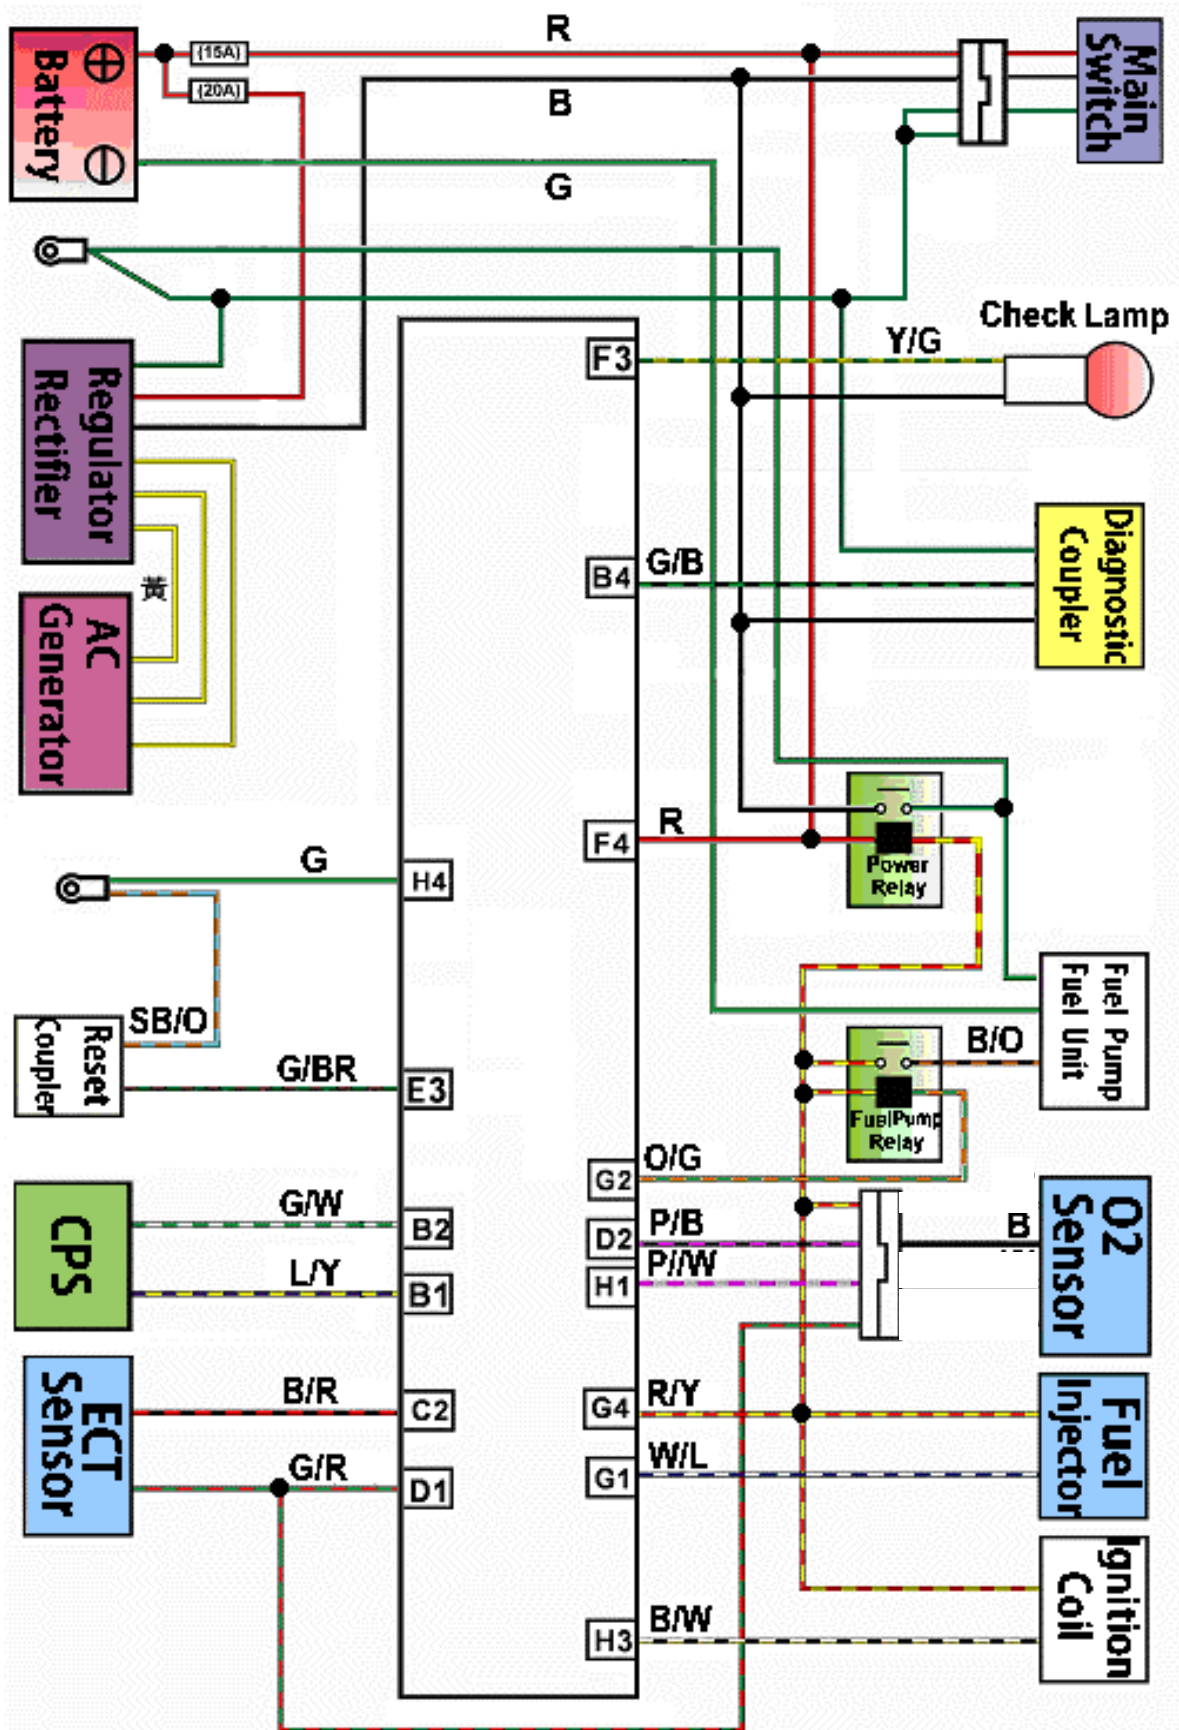 R
(15A)
Battery
Main
Switch
(20A)
B
G
Check Lamp
Y/G
F3
Regulator
Rectifier
Diagnostic
Coupler
G/B
B4
黃
AC
Generator
R
F4
Power
Relay
G
H4
Fuel Pump
Fuel Unit
SB/O
B/O
Reset
Coupler
G/BR
E3
FuelPump
Relay
O/G
G2
CPS
G/W
B2
P/B
D2
B
O2
Sensor
P//W
H1
L/Y
B1
ECT
Sensor
B/R
C2
R/Y
G4
Fuel
Injector
W/L
G1
G/R
D1
Ignition
Coil
B/W
H3